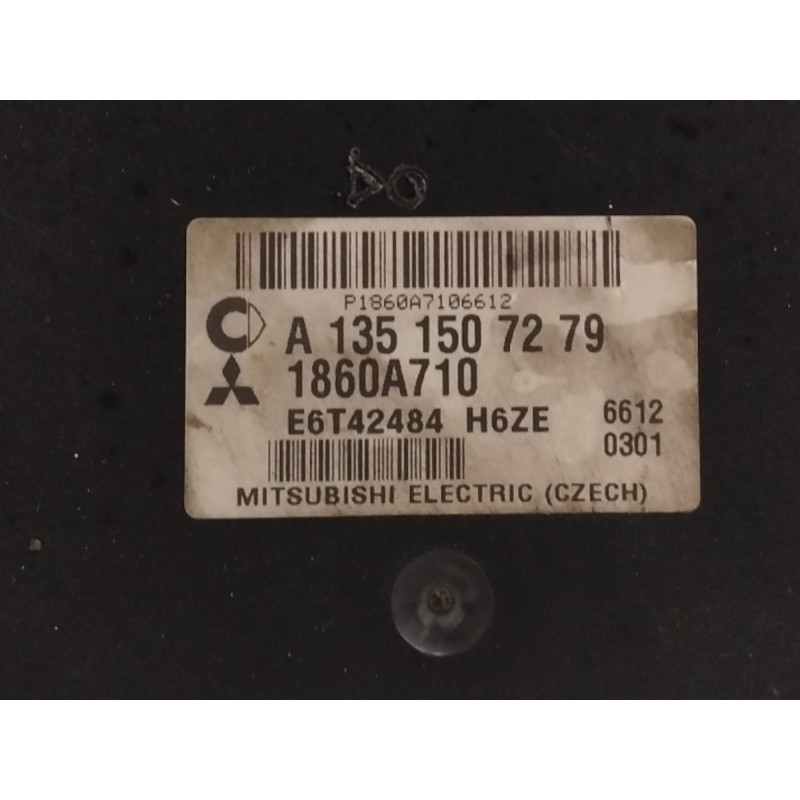 P1860A7106612
A 135 150 72 79
1860A710
E6T42484 H6ZE
6612
0301
MITSUBISHI ELECTRIC (CZECH)